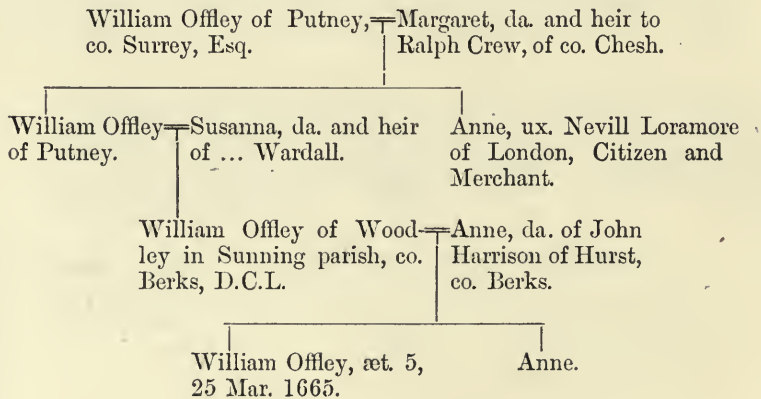 William Offley of Putney,
co. Surrey, Esq.
Margaret, da. and heir to
Ralph Crew, of co. Chesh.
William Offley
of Putney.
Susanna, da. and heir
of ... Wardall.
Anne, ux. Nevill Loramore
of London, Citizen and
Merchant.
William Offley of Wood-
ley in Sunning parish, co.
Berks, D.C.L.
Anne, da. of John
Harrison of Hurst,
co. Berks.
William Offley, æt. 5,
25 Mar. 1665.
Anne.